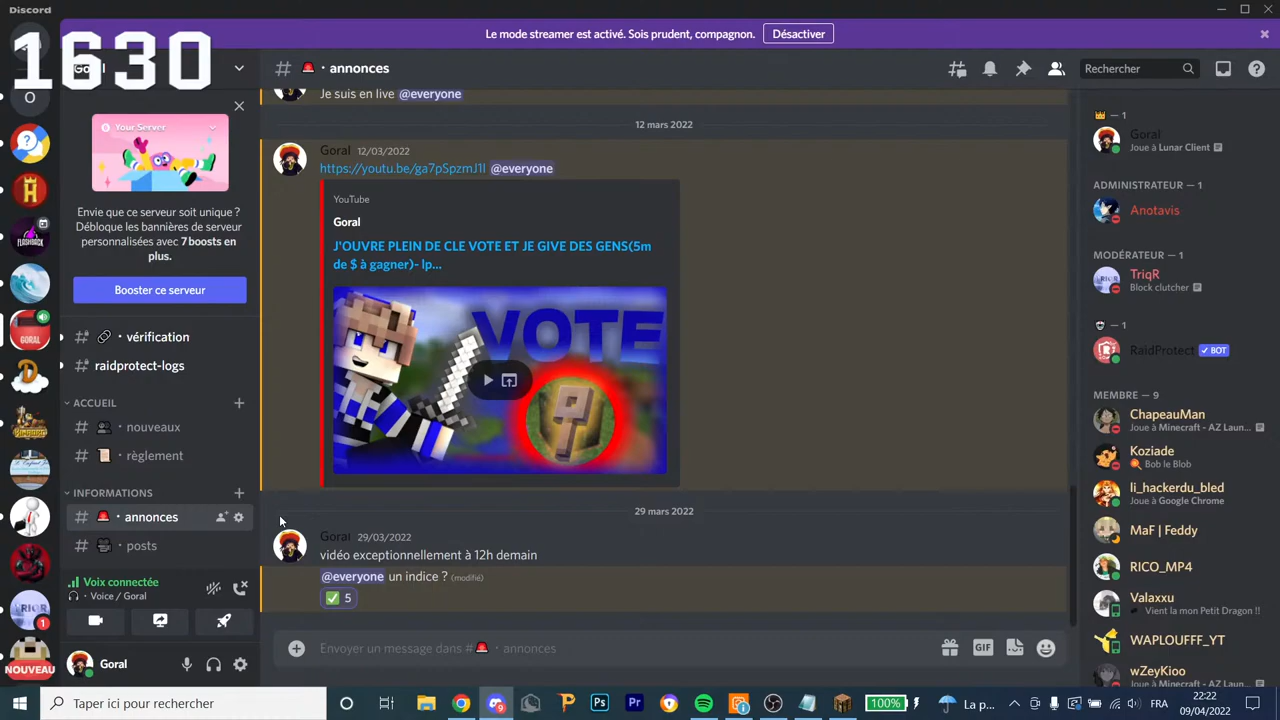 Discord
Le mode streamer est activé. Sois prudent, compagnon.
Désactiver
1630
O
# 🚨 · annonces
Rechercher
Your Server
Envie que ce serveur soit unique ?
Débloque les bannières de serveur
personnalisées avec 7 boosts en
plus.
Booster ce serveur
vérification
raidprotect-logs
ACCUEIL
nouveaux
règlement
INFORMATIONS
🚨 · annonces
posts
Voix connectée
Voice / Goral
Goral
FLASHBACK
GORAL
1
NOUVEAU
Je suis en live @everyone
12 mars 2022
Goral 12/03/2022
https://youtu.be/ga7pSpzmJ1I @everyone
YouTube
Goral
J'OUVRE PLEIN DE CLE VOTE ET JE GIVE DES GENS(5m
de $ à gagner)- lp...
VOTE
29 mars 2022
Goral 29/03/2022
vidéo exceptionnellement à 12h demain
@everyone un indice ? (modifié)
✅ 5
Envoyer un message dans #🚨 · annonces
GIF
— 1
Goral
Joue à Lunar Client
ADMINISTRATEUR — 1
Anotavis
MODÉRATEUR — 1
TriqR
Block clutcher
— 1
RaidProtect ✓ BOT
MEMBRE — 9
ChapeauMan
Joue à Minecraft - AZ Laun...
Koziade
Bob le Blob
li_hackerdu_bled
Joue à Google Chrome
MaF | Feddy
RICO_MP4
Valaxxu
Vient la mon Petit Dragon !!
WAPLOUFFF_YT
wZeyKioo
Taper ici pour rechercher
Ps
Pr
100%
La p...
FRA
22:22
09/04/2022